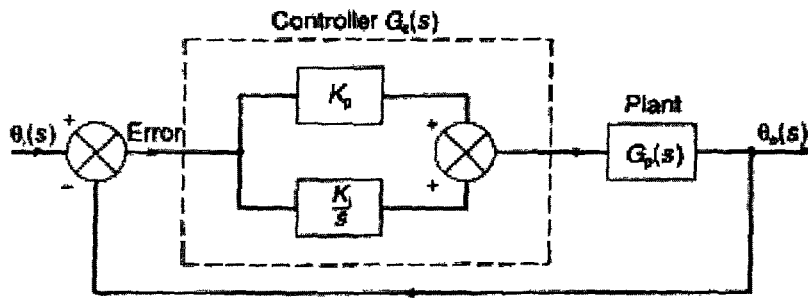 Controller G_c(s)
K_p
Plant
θ_i(s)
+
Error
+
G_p(s)
θ_o(s)
−
+
K_i
s